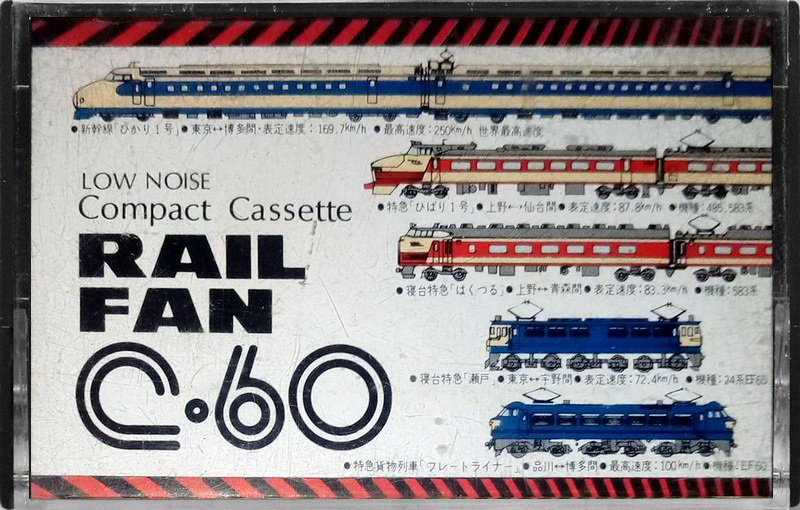 ●新幹線「ひかり1号」●東京↔博多間・表定速度：169.7km/h ●最高速度：250km/h 世界最高速度
●特急「ひばり1号」●上野↔仙台間●表定速度：87.8km/h ●機種：485,583系
LOW NOISE
Compact Cassette
RAIL
FAN
C・60
●寝台特急「はくつる」●上野↔青森間●表定速度：83.3km/h ●機種：583系
●寝台特急「瀬戸」●東京↔宇野間●表定速度：72.4km/h ●機種：24系EF65
●特急貨物列車「フレートライナー」●品川↔博多間●最高速度：100km/h ●機種：EF60